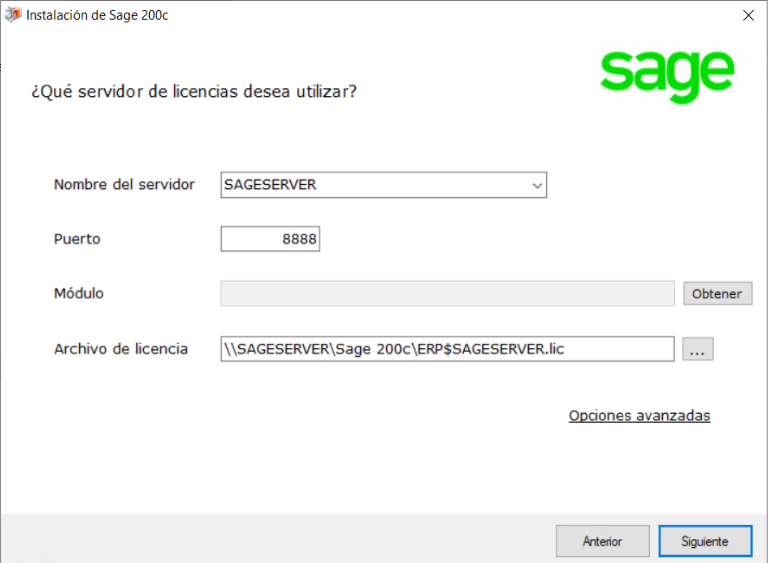 Instalación de Sage 200c
sage
¿Qué servidor de licencias desea utilizar?
Nombre del servidor SAGESERVER
Puerto 8888
Módulo Obtener
Archivo de licencia \\SAGESERVER\Sage 200c\ERP$SAGESERVER.lic ...
Opciones avanzadas
Anterior Siguiente